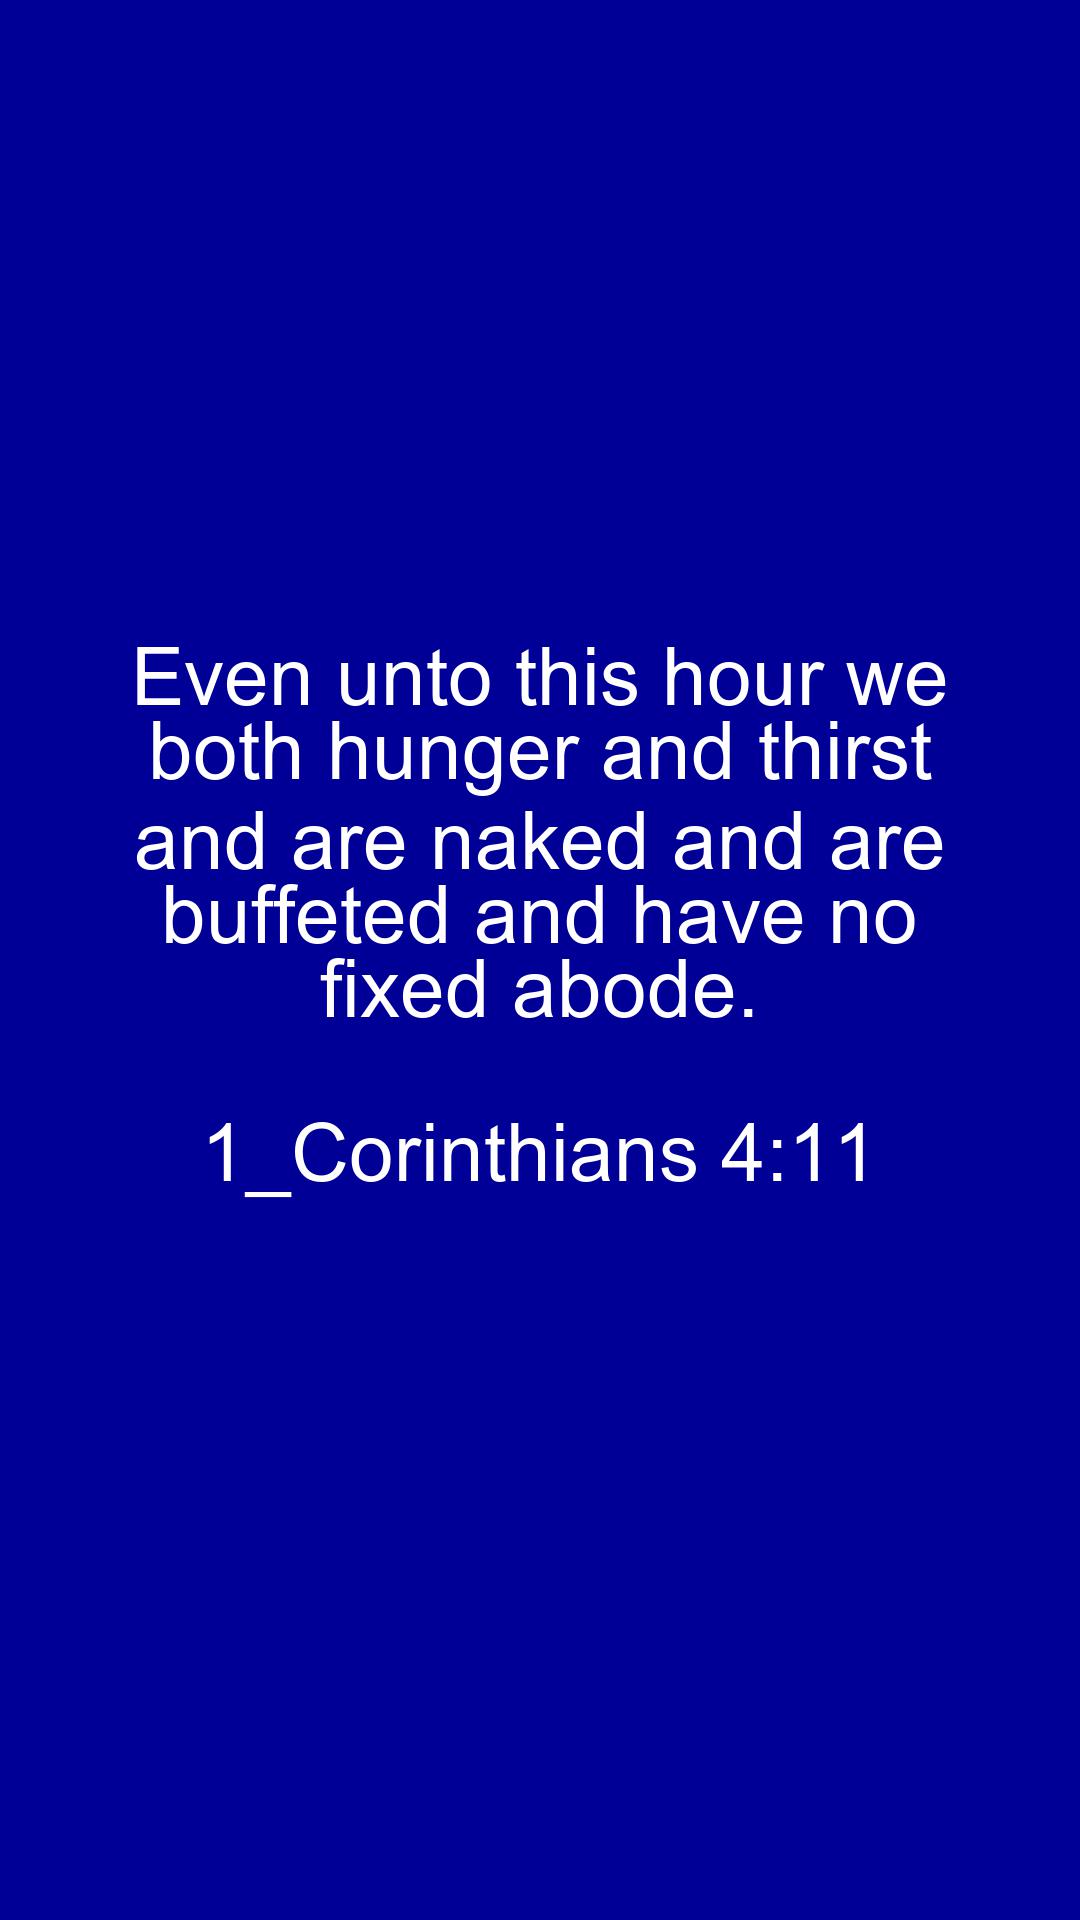 Even unto this hour we
both hunger and thirst
and are naked and are
buffeted and have no
fixed abode.
1_Corinthians 4:11